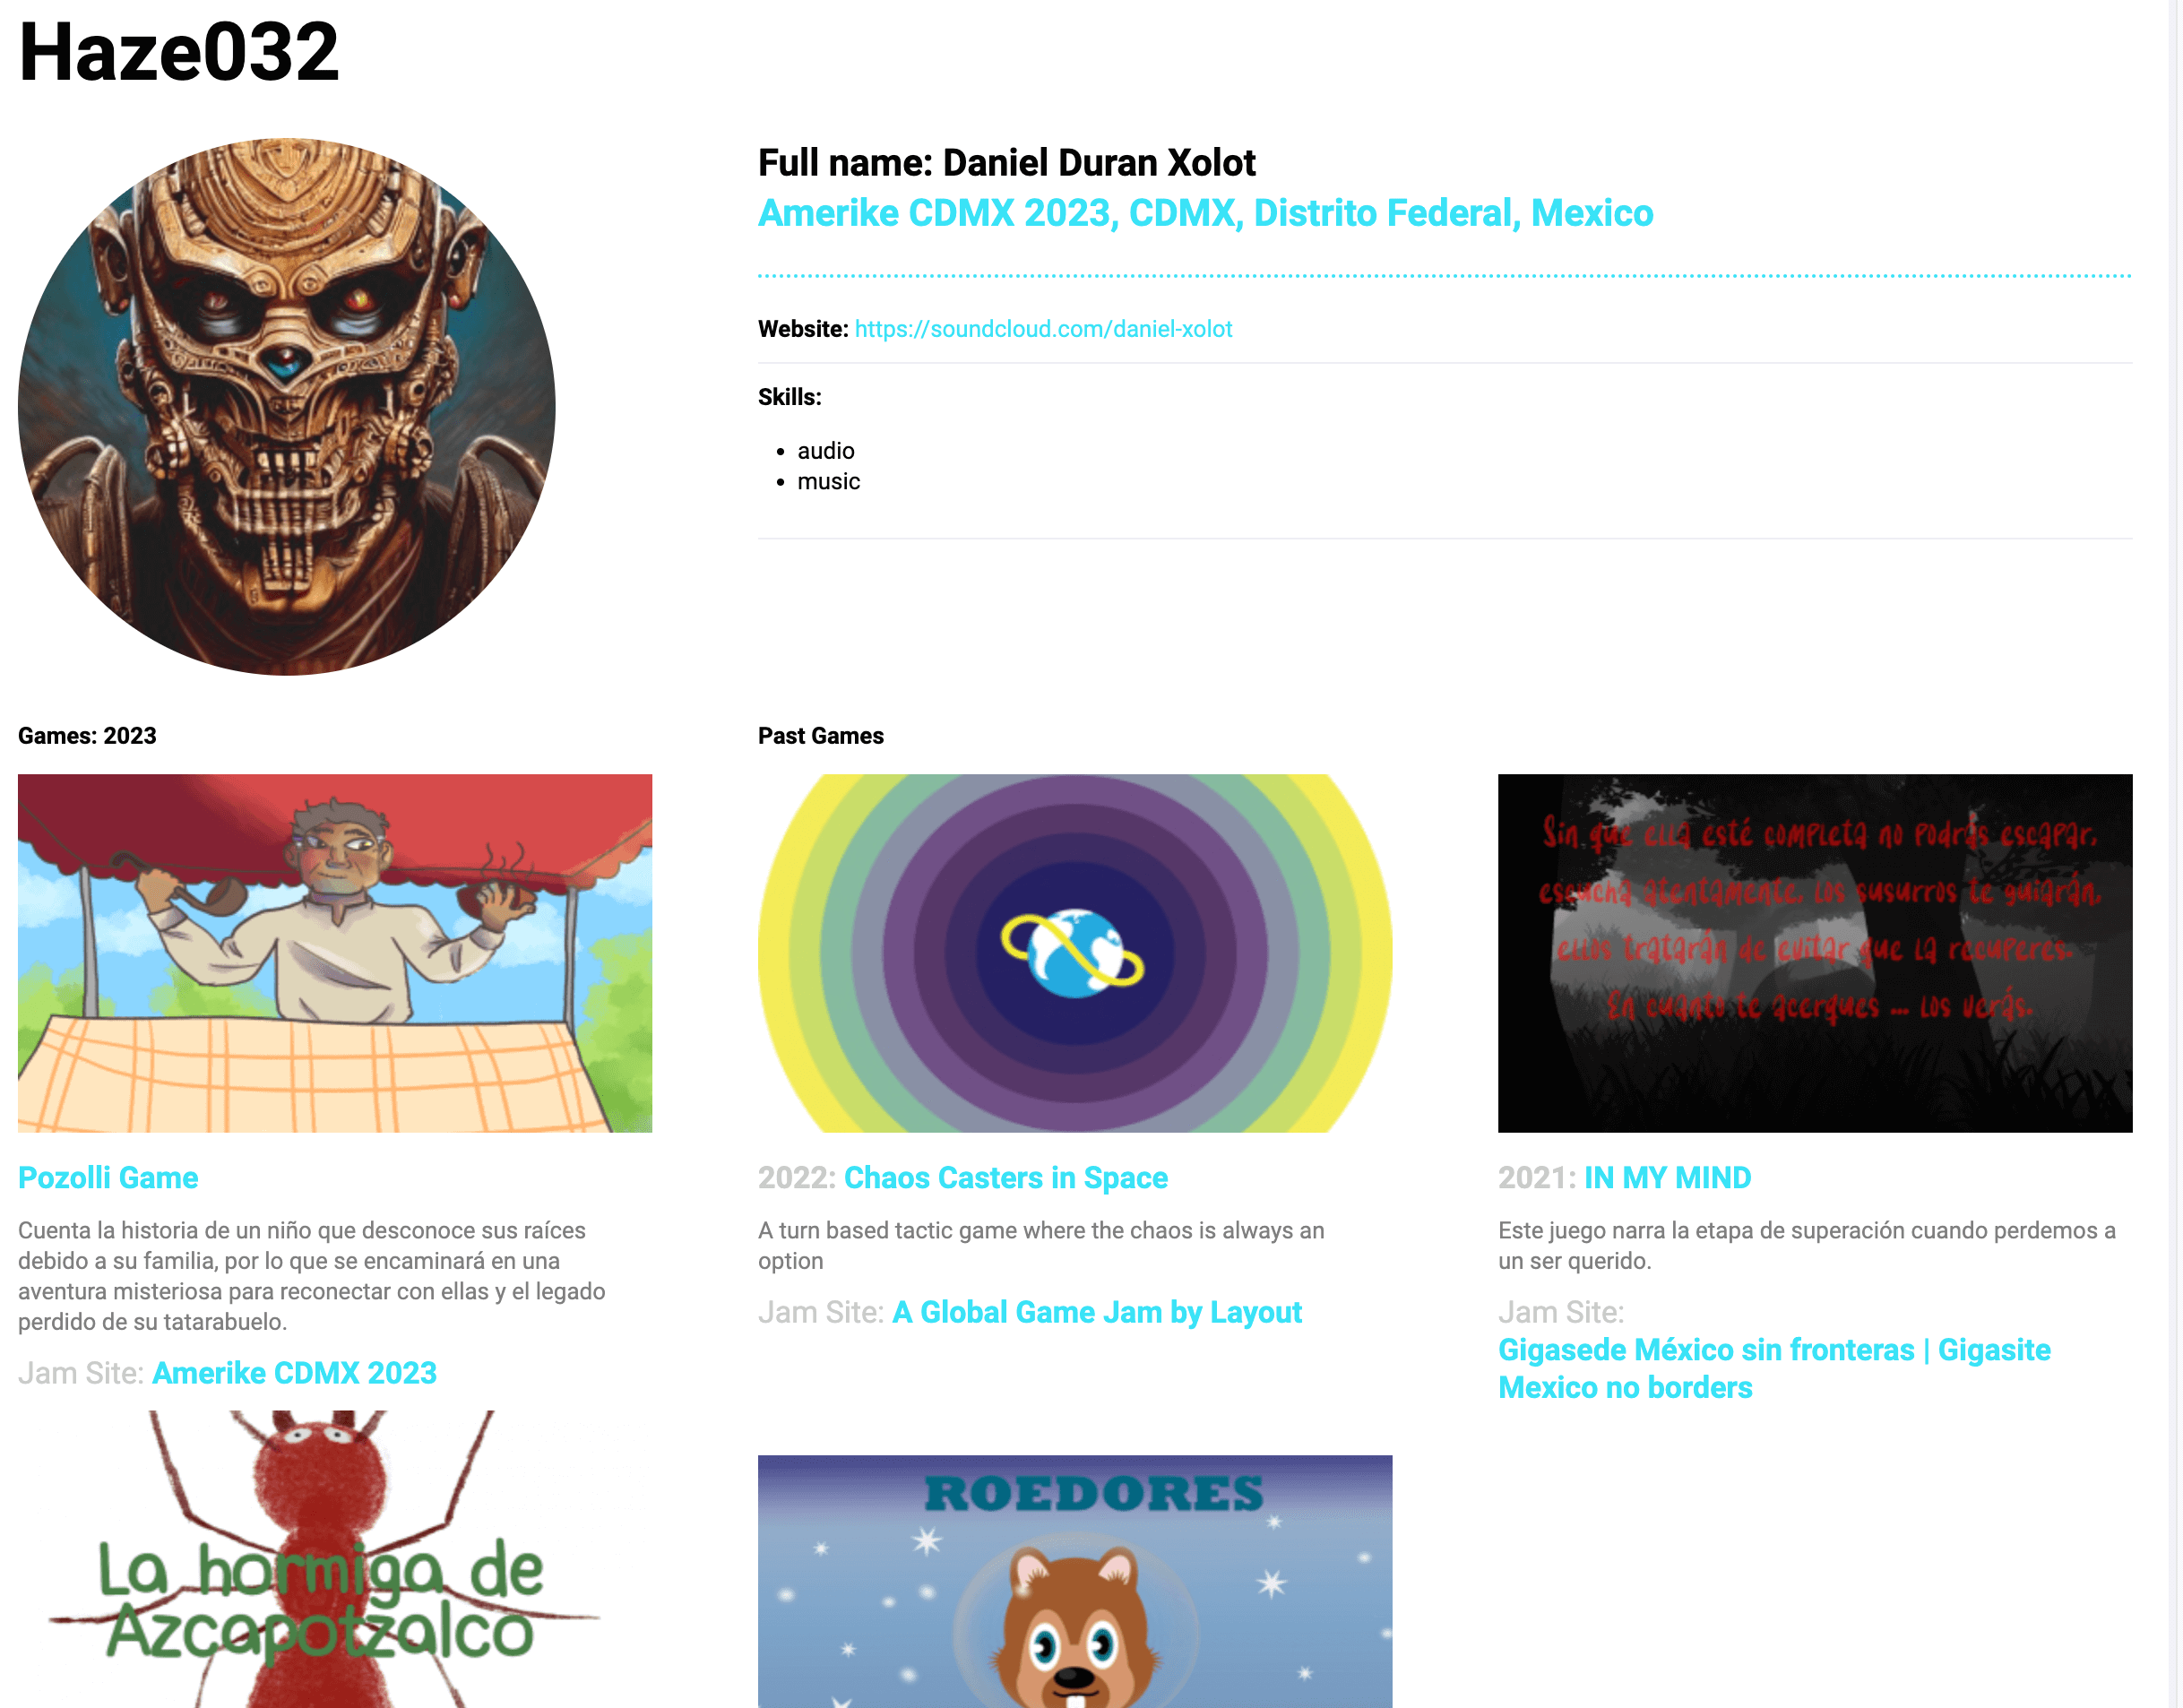 Haze032
Full name: Daniel Duran Xolot
Amerike CDMX 2023, CDMX, Distrito Federal, Mexico
Website: https://soundcloud.com/daniel-xolot
Skills:
audio
music
Games: 2023
Pozolli Game
Cuenta la historia de un niño que desconoce sus raíces
debido a su familia, por lo que se encaminará en una
aventura misteriosa para reconectar con ellas y el legado
perdido de su tatarabuelo.
Jam Site: Amerike CDMX 2023
La hormiga de
Azcapotzalco
Past Games
2022: Chaos Casters in Space
A turn based tactic game where the chaos is always an
option
Jam Site: A Global Game Jam by Layout
Sin que ella esté completa no podrás escapar,
escucha atentamente, los susurros te guiarán,
ellos tratarán de evitar que la recuperes.
En cuanto te acerques ... los verás.
2021: IN MY MIND
Este juego narra la etapa de superación cuando perdemos a
un ser querido.
Jam Site:
Gigasede México sin fronteras | Gigasite
Mexico no borders
ROEDORES